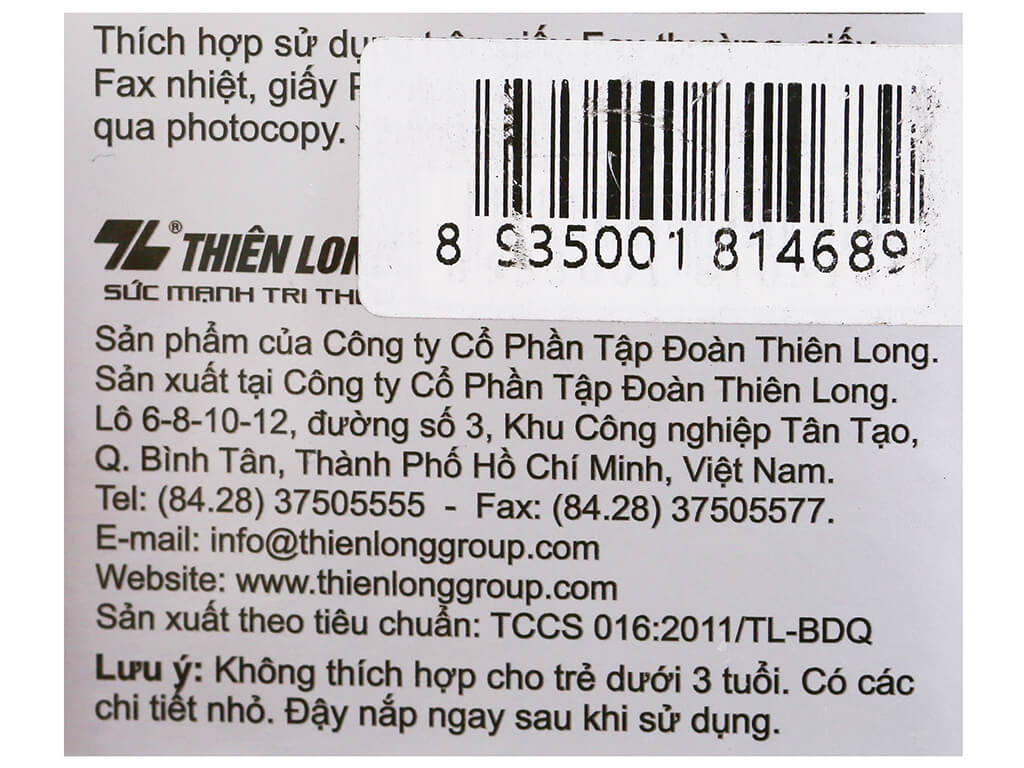 Thích hợp sử
Fax nhiệt, giấy
qua photocopy.
8 935001 814689
THIÊN
SỨC MẠNH TRI
Sản phẩm của Công ty Cổ Phần Tập Đoàn Thiên Long.
Sản xuất tại Công ty Cổ Phần Tập Đoàn Thiên Long.
Lô 6-8-10-12, đường số 3, Khu Công nghiệp Tân Tạo,
Q. Bình Tân, Thành Phố Hồ Chí Minh, Việt Nam.
Tel: (84.28) 37505555 - Fax: (84.28) 37505577.
E-mail: info@thienlonggroup.com
Website: www.thienlonggroup.com
Sản xuất theo tiêu chuẩn: TCCS 016:2011/TL-BDQ
Lưu ý: Không thích hợp cho trẻ dưới 3 tuổi. Có các
chi tiết nhỏ. Đậy nắp ngay sau khi sử dụng.